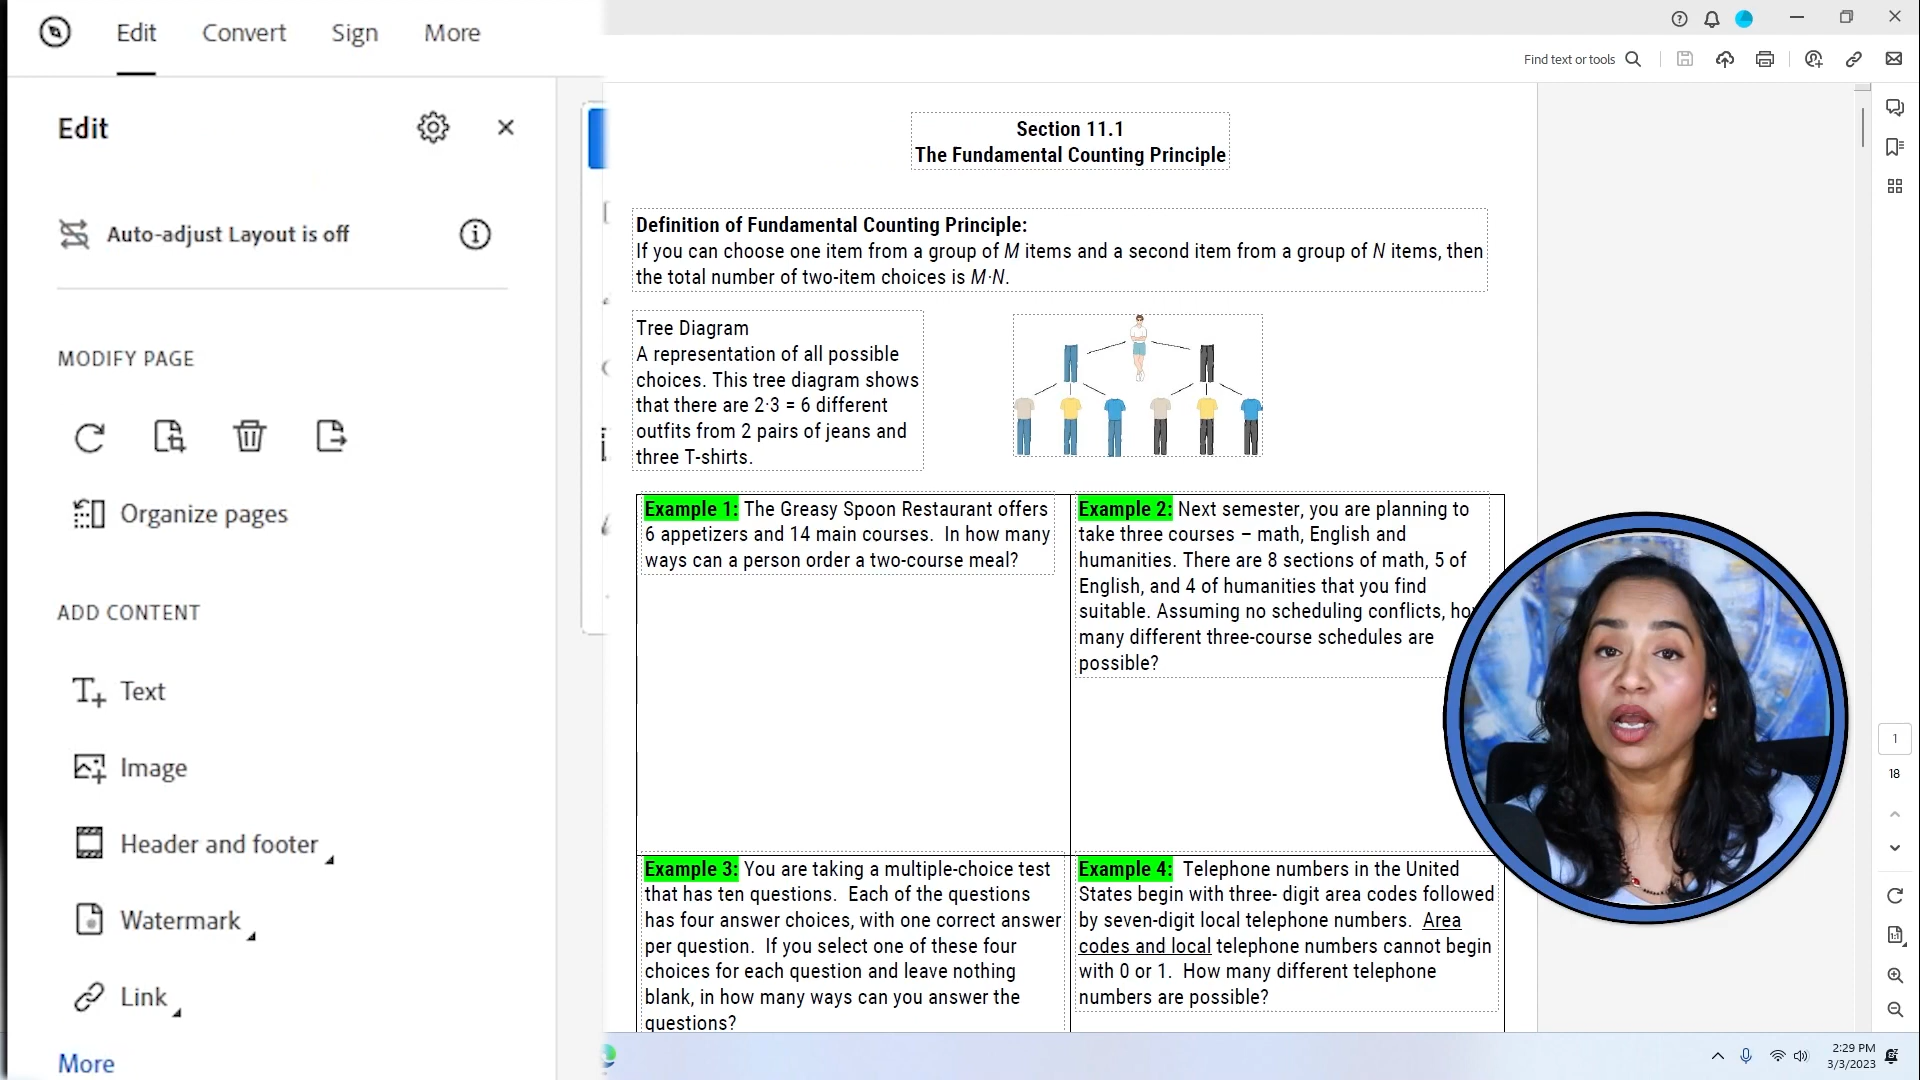 Edit
Convert
Sign
More
Find text or tools
Edit
Auto-adjust Layout is off
MODIFY PAGE
Organize pages
ADD CONTENT
Text
Image
Header and footer
Watermark
Link
More
Section 11.1
The Fundamental Counting Principle
Definition of Fundamental Counting Principle:
If you can choose one item from a group of M items and a second item from a group of N items, then
the total number of two-item choices is M·N.
Tree Diagram
A representation of all possible
choices. This tree diagram shows
that there are 2·3 = 6 different
outfits from 2 pairs of jeans and
three T-shirts.
Example 1: The Greasy Spoon Restaurant offers
6 appetizers and 14 main courses. In how many
ways can a person order a two-course meal?
Example 2: Next semester, you are planning to
take three courses – math, English and
humanities. There are 8 sections of math, 5 of
English, and 4 of humanities that you find
suitable. Assuming no scheduling conflicts,
many different three-course schedules are
possible?
Example 3: You are taking a multiple-choice test
that has ten questions. Each of the questions
has four answer choices, with one correct answer
per question. If you select one of these four
choices for each question and leave nothing
blank, in how many ways can you answer the
questions?
Example 4: Telephone numbers in the United
States begin with three- digit area codes followed
by seven-digit local telephone numbers. Area
codes and local telephone numbers cannot begin
with 0 or 1. How many different telephone
numbers are possible?
1
18
2:29 PM
3/3/2023